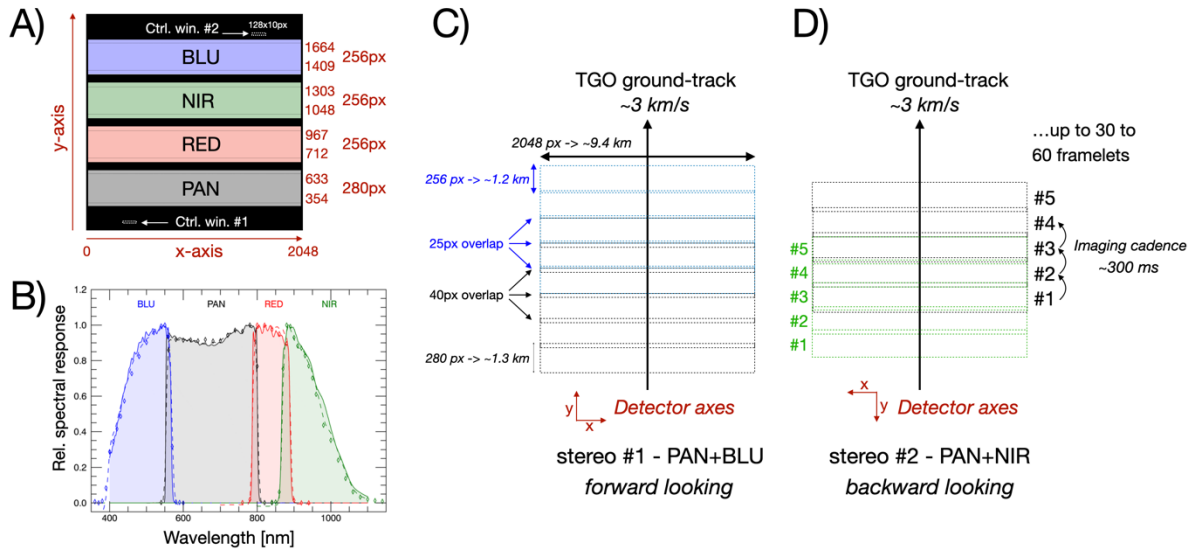 A)
Ctrl. win. #2
128x10px
BLU
1664
1409
256px
NIR
1303
1048
256px
RED
967
712
256px
PAN
633
354
280px
Ctrl. win. #1
y-axis
0
x-axis
2048
B)
BLU
PAN
RED
NIR
1.2
1.0
0.8
0.6
0.4
0.2
0.0
Rel. spectral response
400
600
800
1000
Wavelength [nm]
C)
TGO ground-track
~3 km/s
2048 px -> ~9.4 km
256 px -> ~1.2 km
25px overlap
40px overlap
280 px -> ~1.3 km
y
x
Detector axes
stereo #1 - PAN+BLU
forward looking
D)
TGO ground-track
~3 km/s
...up to 30 to
60 framelets
#5
#4
#3
#2
#1
Imaging cadence
~300 ms
#5
#4
#3
#2
#1
x
y
Detector axes
stereo #2 - PAN+NIR
backward looking